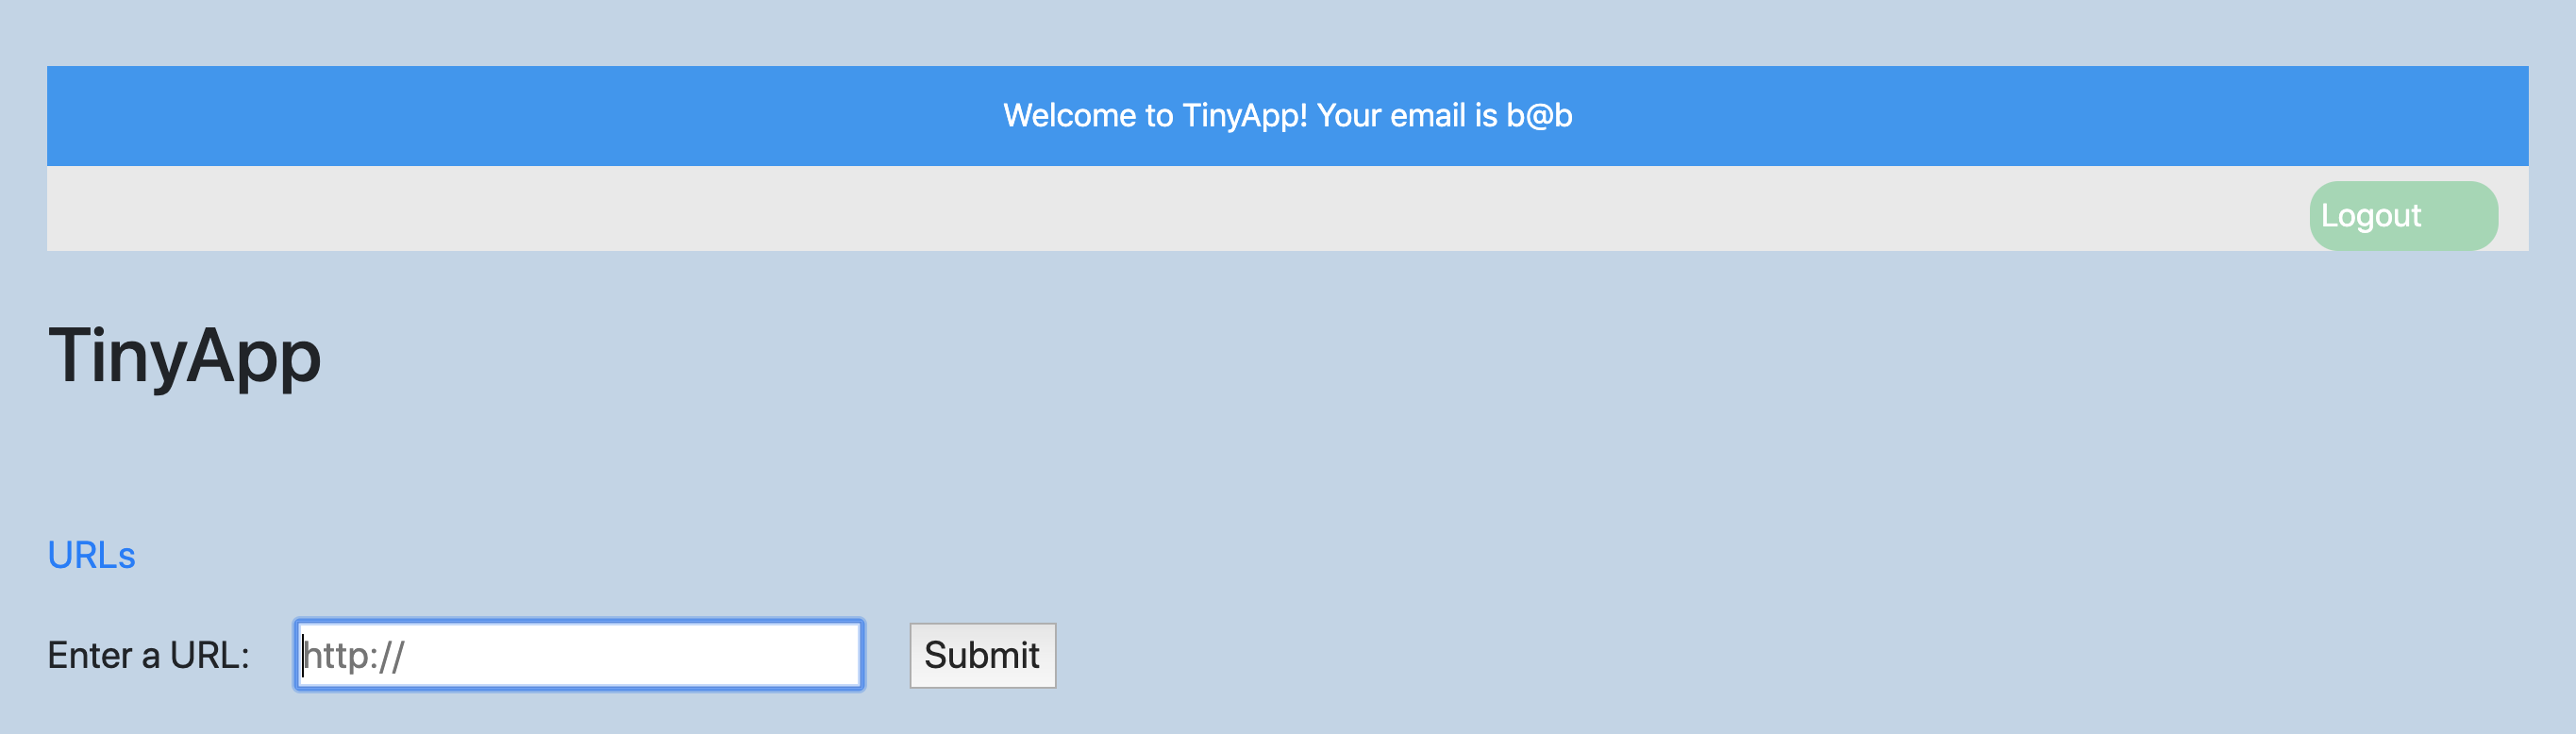 Welcome to TinyApp! Your email is b@b
Logout
TinyApp
URLs
Enter a URL: http:// Submit